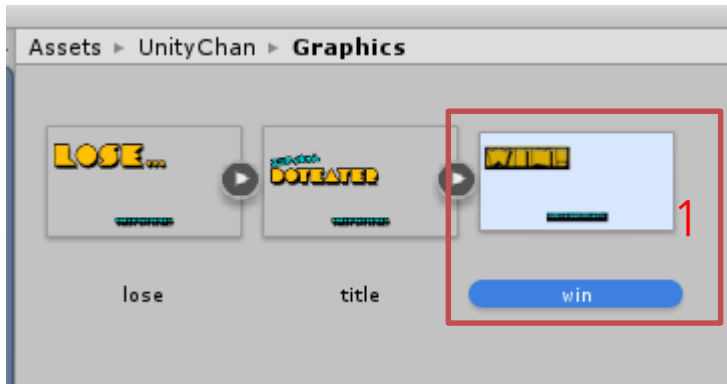 Assets ▸ UnityChan ▸ Graphics
LOSE...
DOTEATER
WIN!!
1
lose
title
win